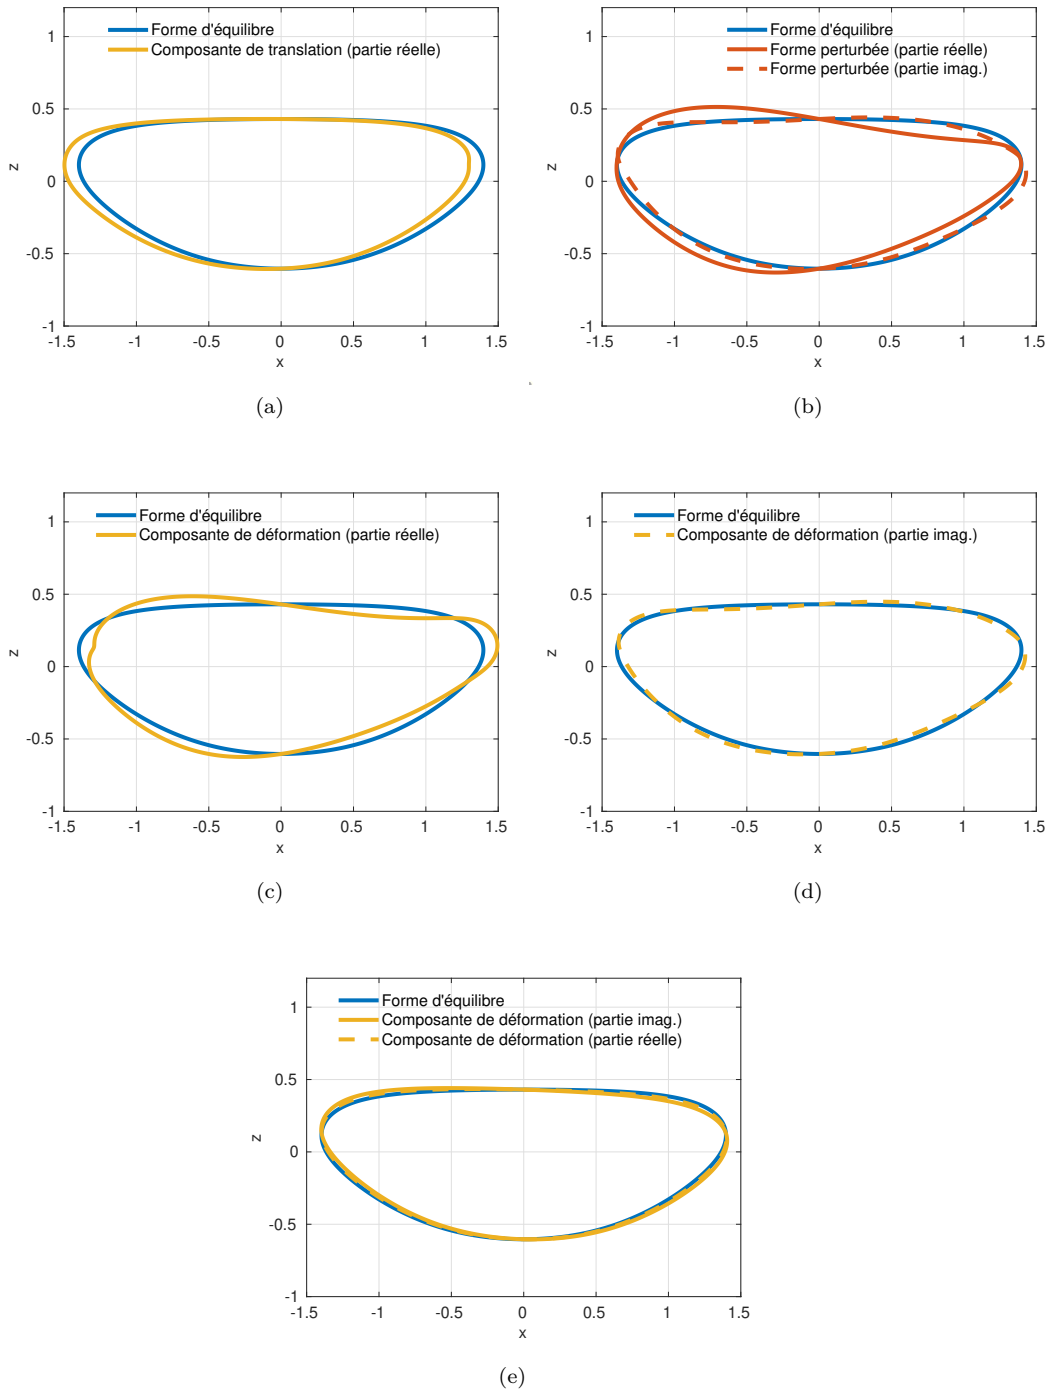 Forme d'équilibre
Composante de translation (partie réelle)
1
0.5
0
-0.5
-1
z
-1.5
-1
-0.5
0
0.5
1
1.5
x
(a)
Forme d'équilibre
Forme perturbée (partie réelle)
Forme perturbée (partie imag.)
1
0.5
0
-0.5
-1
z
-1.5
-1
-0.5
0
0.5
1
1.5
x
(b)
Forme d'équilibre
Composante de déformation (partie réelle)
1
0.5
0
-0.5
-1
z
-1.5
-1
-0.5
0
0.5
1
1.5
x
(c)
Forme d'équilibre
Composante de déformation (partie imag.)
1
0.5
0
-0.5
-1
z
-1.5
-1
-0.5
0
0.5
1
1.5
x
(d)
Forme d'équilibre
Composante de déformation (partie imag.)
Composante de déformation (partie réelle)
1
0.5
0
-0.5
-1
z
-1.5
-1
-0.5
0
0.5
1
1.5
x
(e)